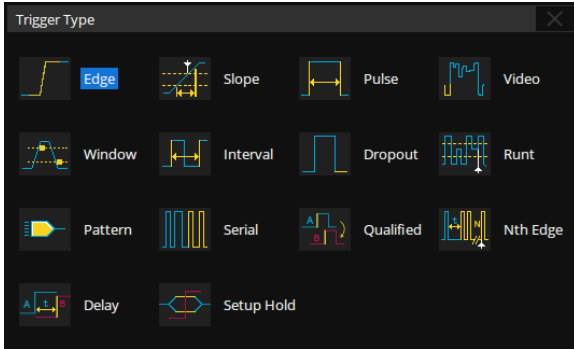 Trigger Type
Edge Slope Pulse Video
Window Interval Dropout Runt
Pattern Serial A B Qualified t N Nth Edge
A t B Delay Setup Hold